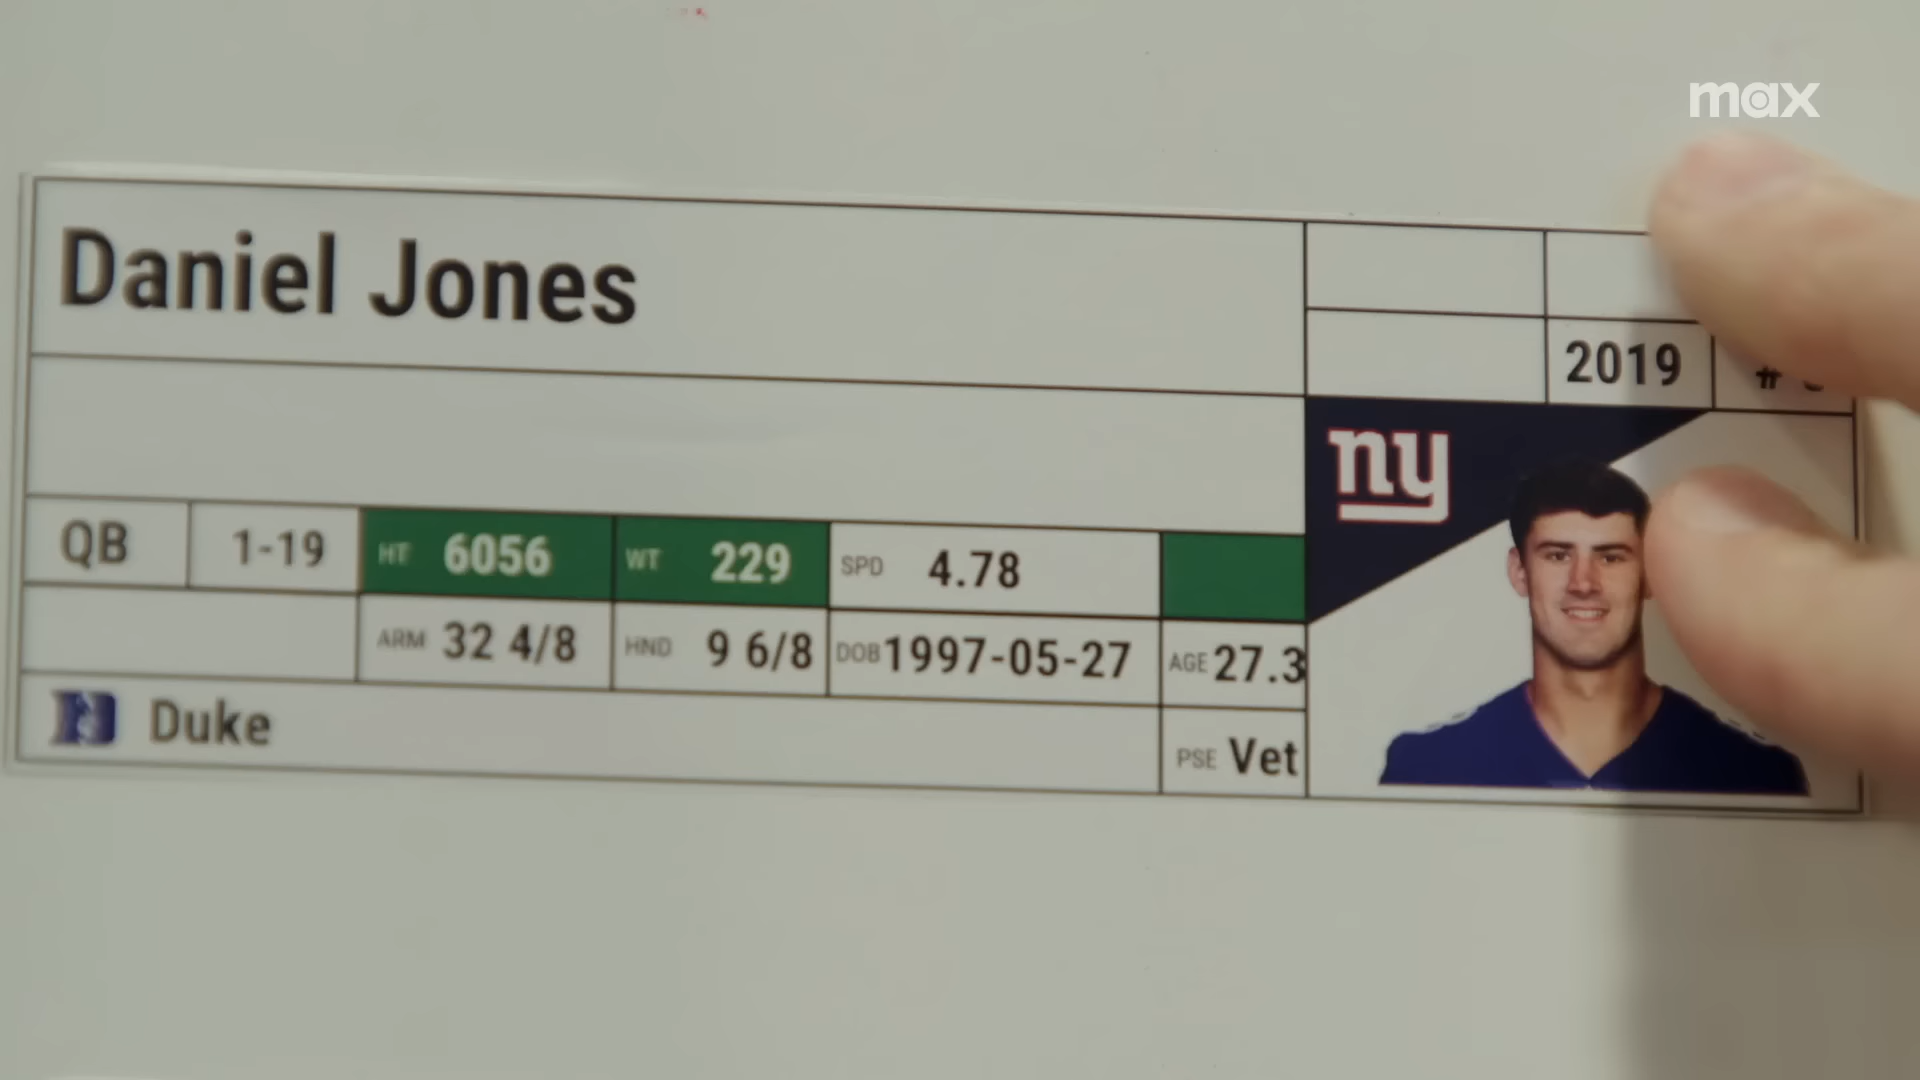 max
Daniel Jones
2019 #
ny
QB 1-19 HT 6056 WT 229 SPD 4.78
ARM 32 4/8 HND 9 6/8 DOB 1997-05-27 AGE 27.3
Duke PSE Vet